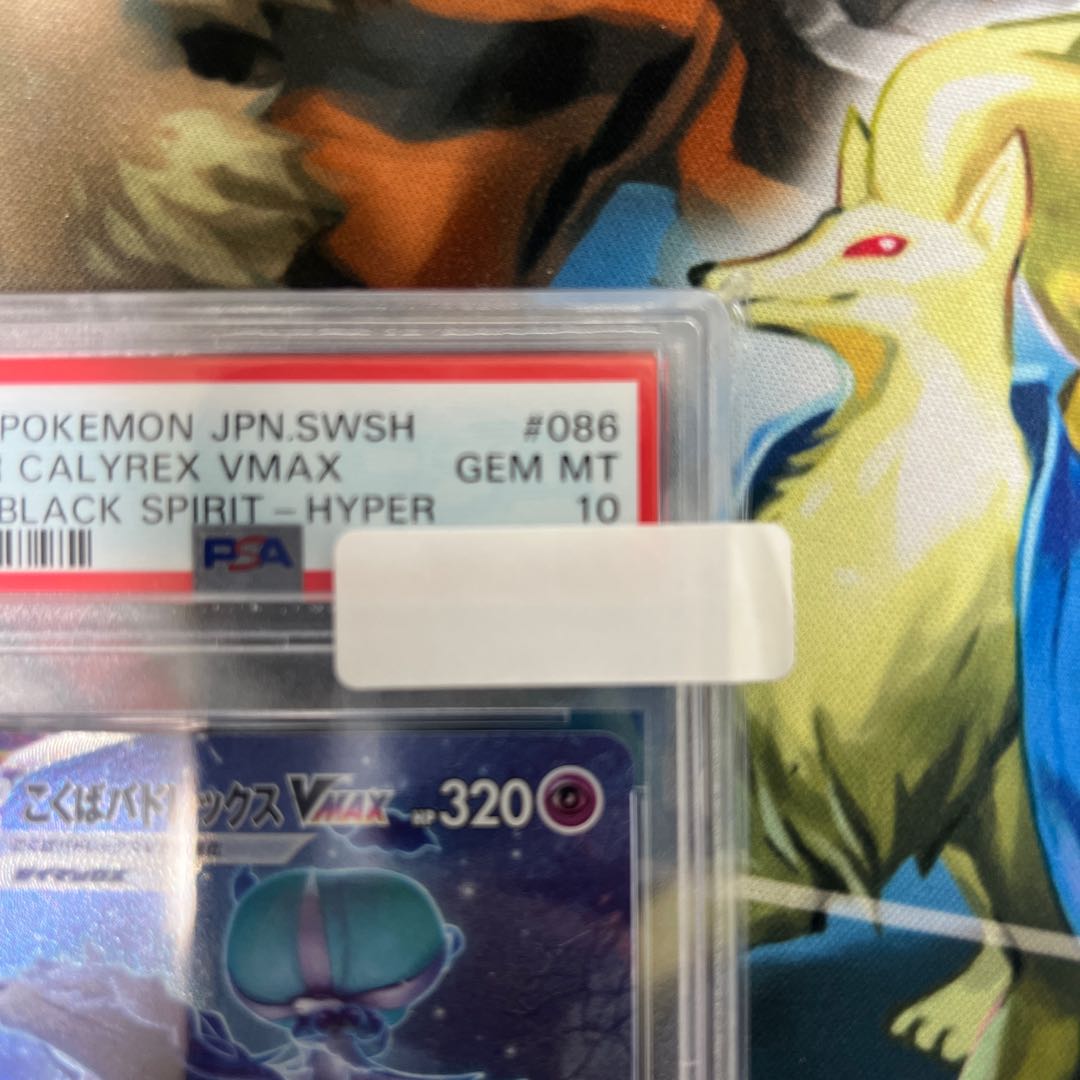 POKEMON JPN.SWSH #086
CALYREX VMAX GEM MT
BLACK SPIRIT - HYPER 10
PSA
こくばバド ックス VMAX HP 320